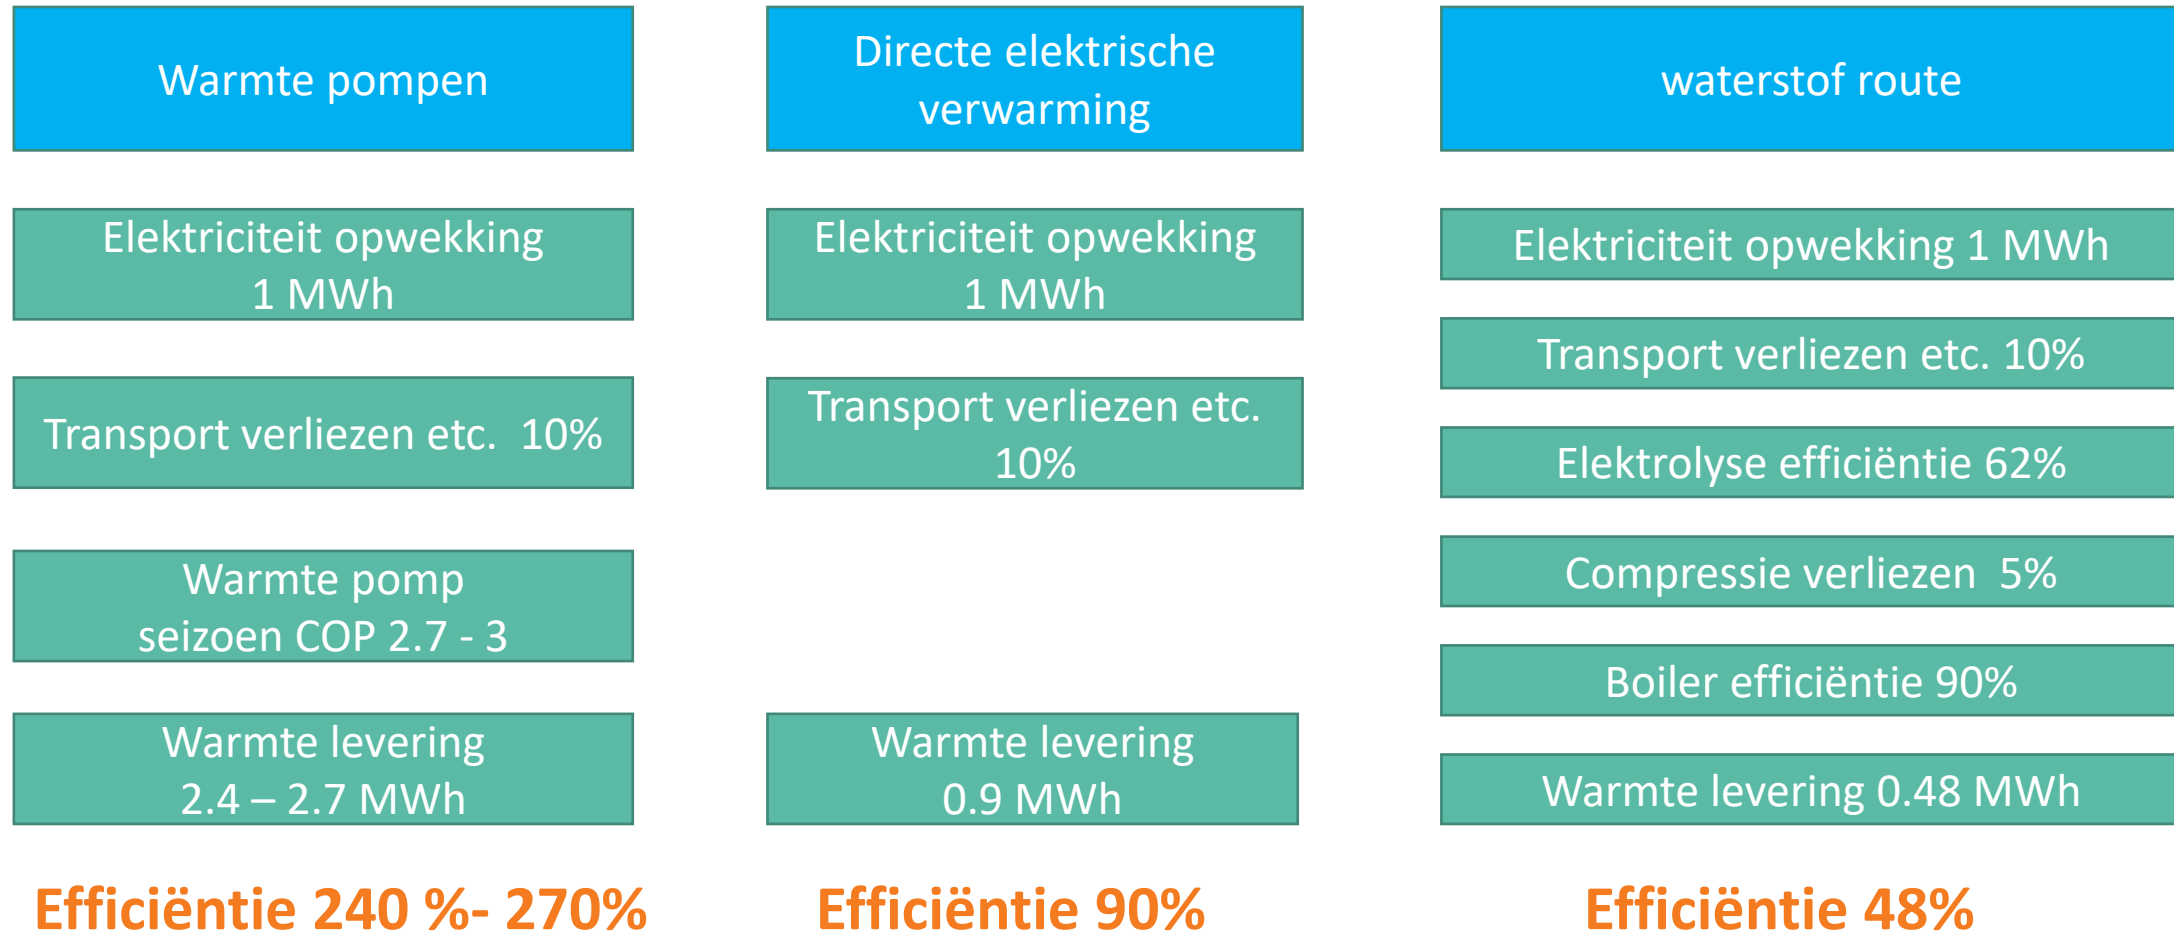 Warmte pompen
Elektriciteit opwekking
1 MWh
Transport verliezen etc.  10%
Warmte pomp
seizoen COP 2.7 - 3
Warmte levering
2.4 – 2.7 MWh
Efficiëntie 240 %- 270%
Directe elektrische
verwarming
Elektriciteit opwekking
1 MWh
Transport verliezen etc.
10%
Warmte levering
0.9 MWh
Efficiëntie 90%
waterstof route
Elektriciteit opwekking 1 MWh
Transport verliezen etc. 10%
Elektrolyse efficiëntie 62%
Compressie verliezen  5%
Boiler efficiëntie 90%
Warmte levering 0.48 MWh
Efficiëntie 48%